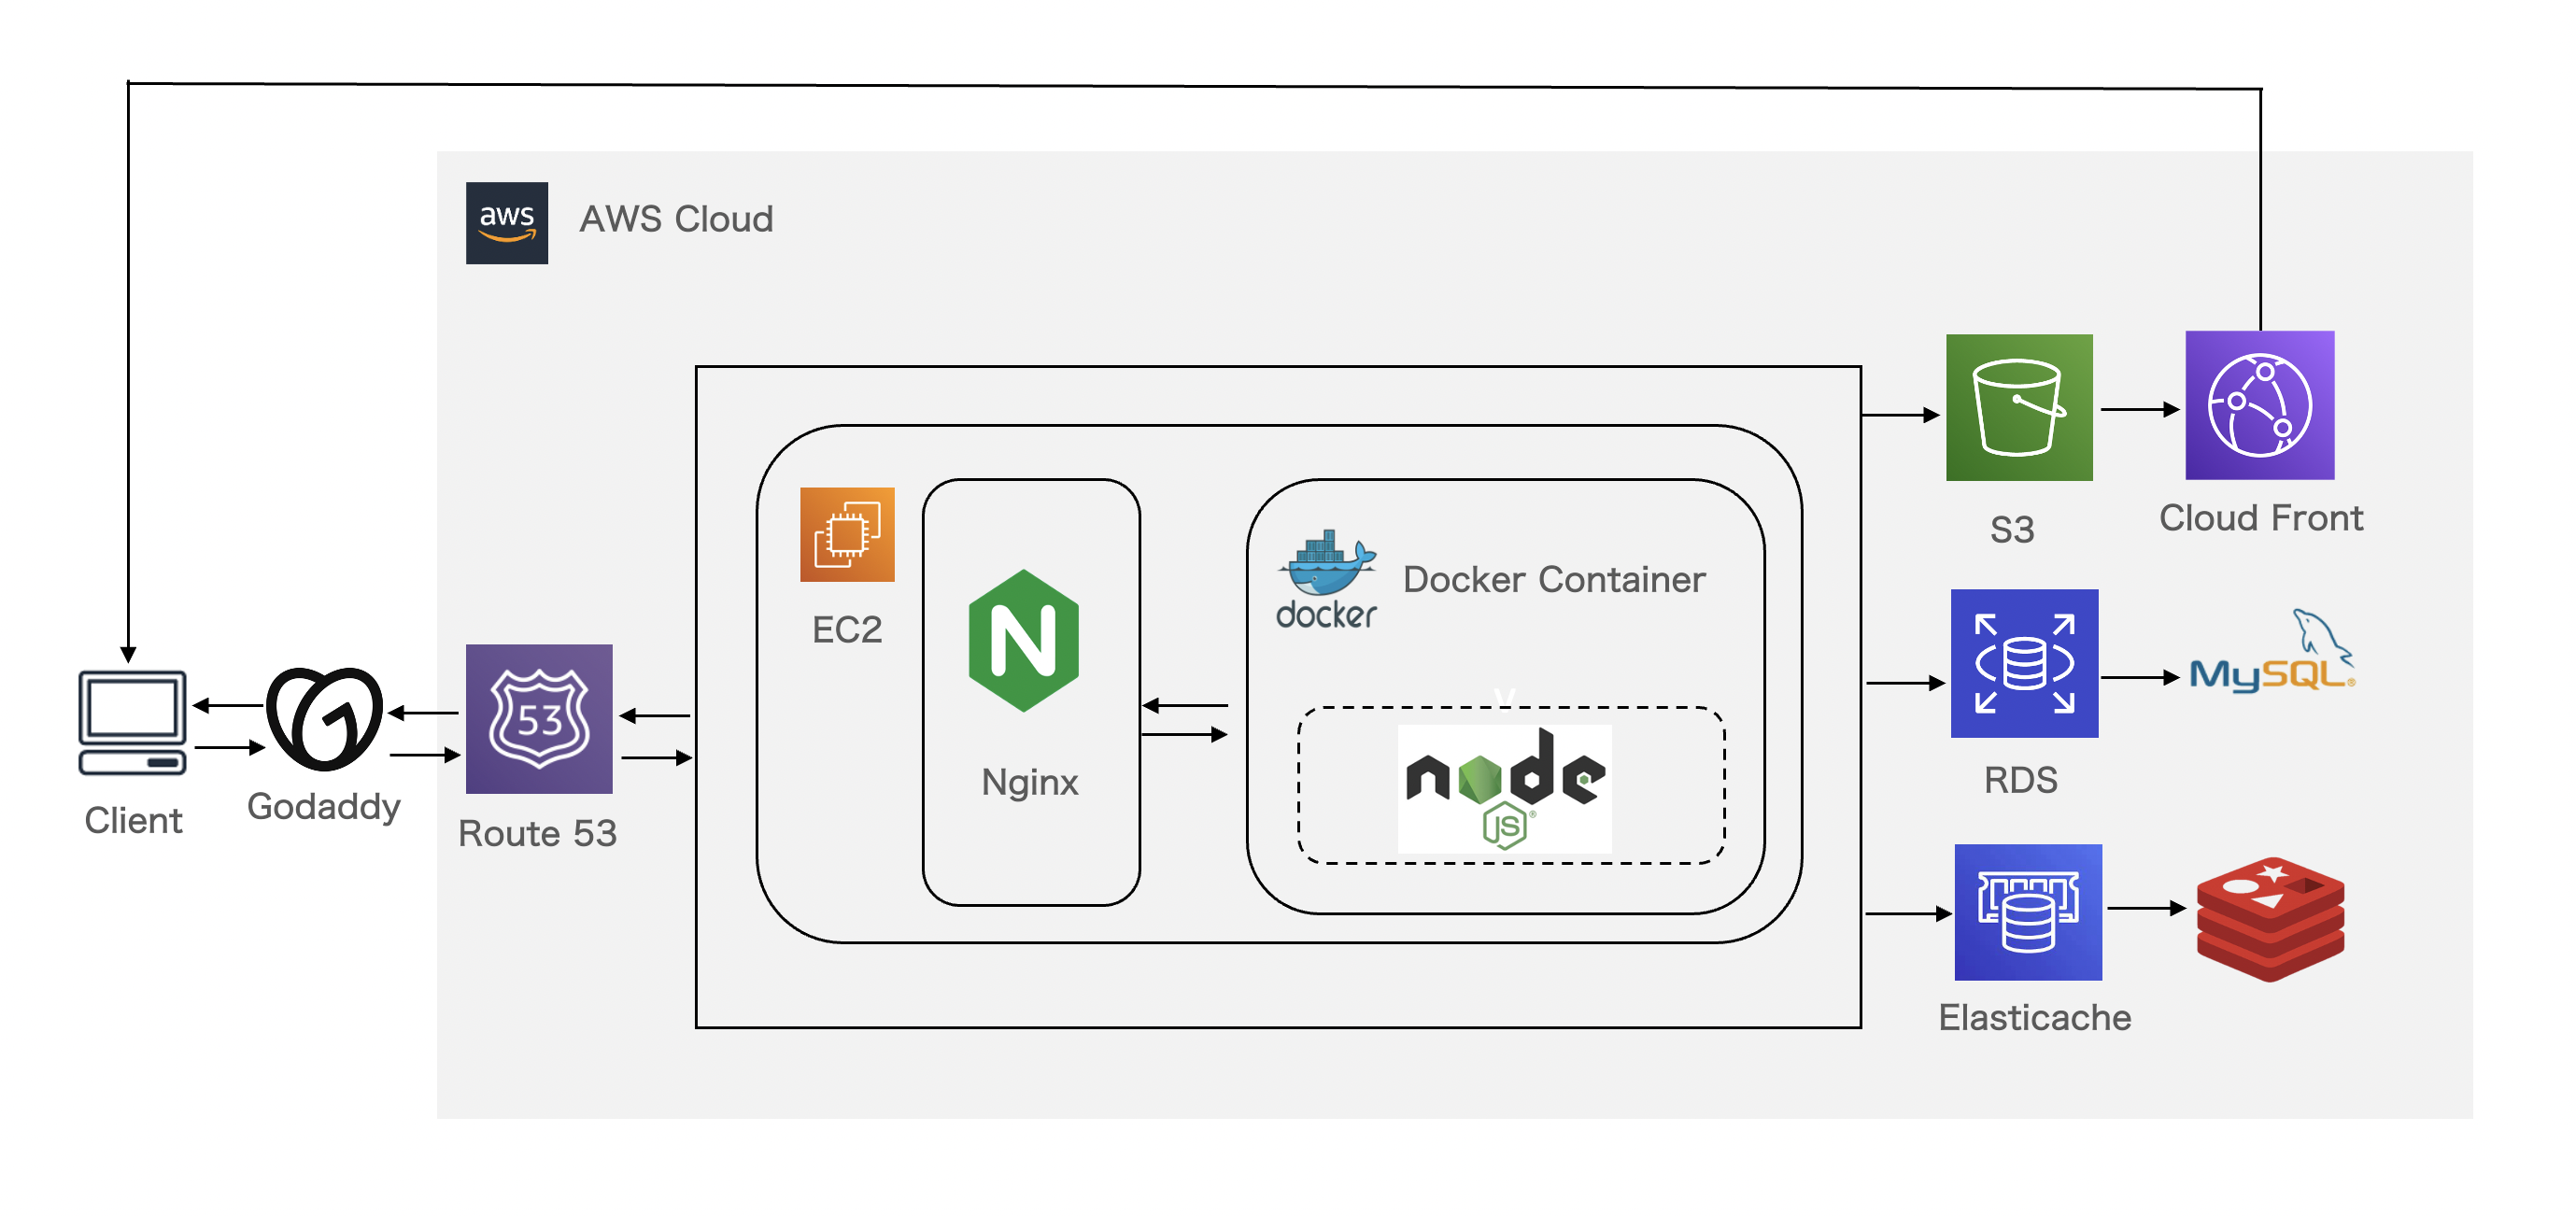 aws
AWS Cloud
S3
Cloud Front
EC2
docker
Docker Container
N
Nginx
v
node
JS
®
53
MySQL®
RDS
Client
Godaddy
Route 53
Elasticache